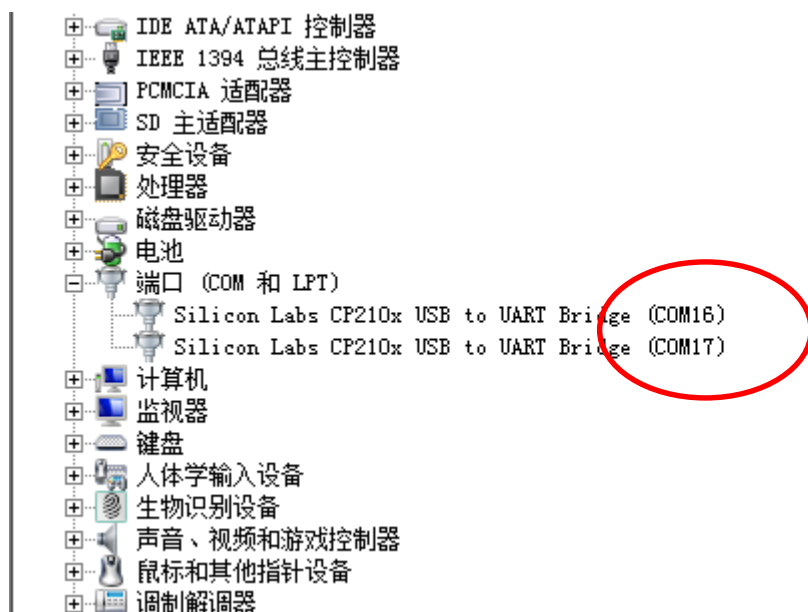 IDE ATA/ATAPI 控制器
IEEE 1394 总线主控制器
PCMCIA 适配器
SD 主适配器
安全设备
处理器
磁盘驱动器
电池
端口 (COM 和 LPT)
Silicon Labs CP210x USB to UART Bridge (COM16)
Silicon Labs CP210x USB to UART Bridge (COM17)
计算机
监视器
键盘
人体学输入设备
生物识别设备
声音、视频和游戏控制器
鼠标和其他指针设备
调制解调器